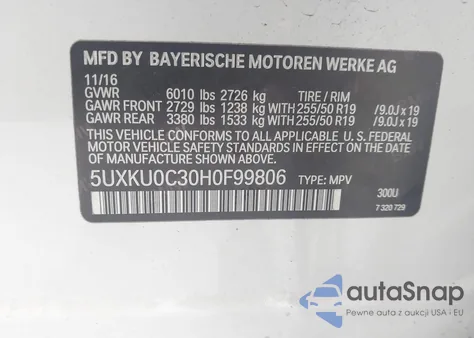 MFD BY BAYERISCHE MOTOREN WERKE AG
11/16
GVWR 6010 lbs 2726 kg TIRE / RIM
GAWR FRONT 2729 lbs 1238 kg WITH 255/50 R19 / 9.0J x 19
GAWR REAR 3380 lbs 1533 kg WITH 255/50 R19 / 9.0J x 19
THIS VEHICLE CONFORMS TO ALL APPLICABLE U. S. FEDERAL
MOTOR VEHICLE SAFETY STANDARDS IN EFFECT ON THE
DATE OF MANUFACTURE SHOWN ABOVE.
5UXKU0C30H0F99806 TYPE: MPV
300U
7 320 729
autoSnap
Pewne auta z aukcji USA - EU